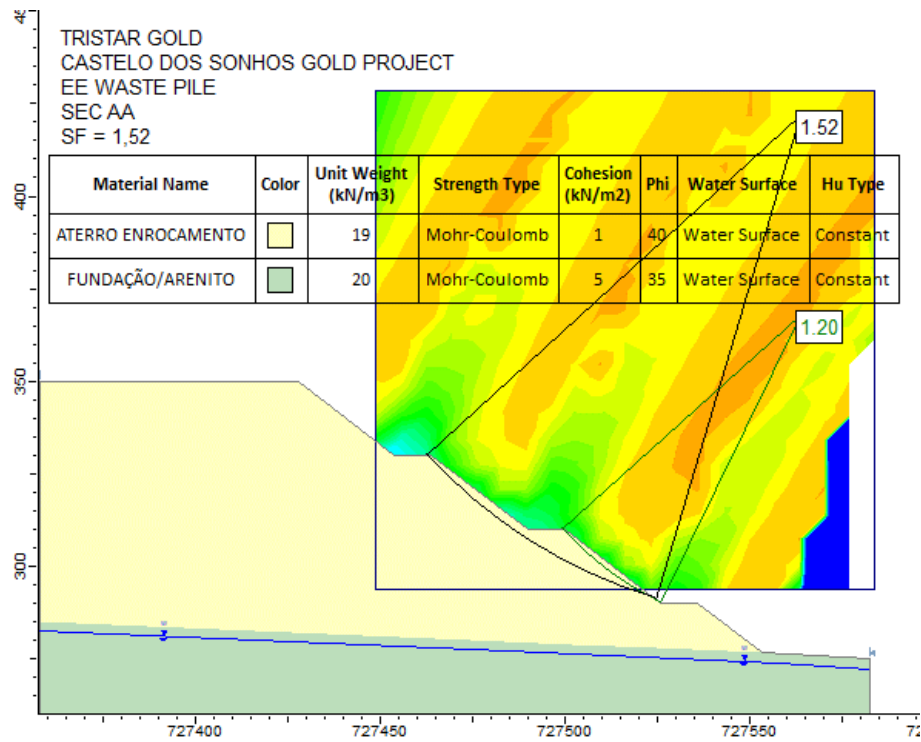 TRISTAR GOLD
CASTELO DOS SONHOS GOLD PROJECT
EE WASTE PILE
SEC AA
SF = 1,52
Material Name Color Unit Weight (kN/m3) Strength Type Cohesion (kN/m2) Phi Water Surface Hu Type
ATERRO ENROCAMENTO 19 Mohr-Coulomb 1 40 Water Surface Constant
FUNDAÇÃO/ARENITO 20 Mohr-Coulomb 5 35 Water Surface Constant
1.52
1.20
400
350
300
727400 727450 727500 727550